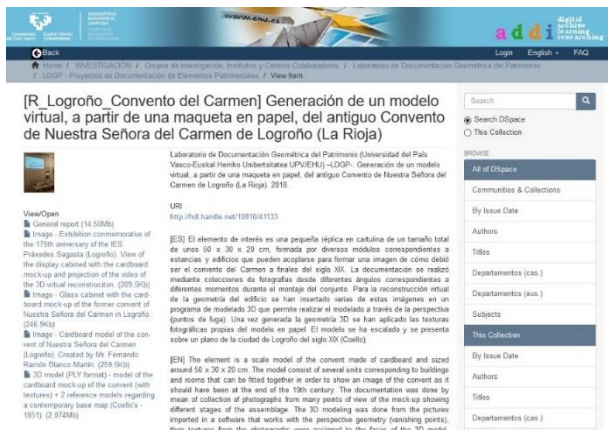 www.ehu.es
addi
digital
archive
learning
researching
Back
Login English FAQ
Home / INVESTIGACIÓN / Grupos de Investigación, Institutos y Centros Colaboradores / Laboratorio de Documentación Geométrica del Patrimonio
/ LDGP - Proyectos de Documentación de Elementos Patrimoniales / View Item
[R_Logroño_Convento del Carmen] Generación de un modelo
virtual, a partir de una maqueta en papel, del antiguo Convento
de Nuestra Señora del Carmen de Logroño (La Rioja)
Laboratorio de Documentación Geométrica del Patrimonio (Universidad del País
Vasco-Euskal Herriko Unibertsitatea UPV/EHU) –LDGP-. Generación de un modelo
virtual, a partir de una maqueta en papel, del antiguo Convento de Nuestra Señora del
Carmen de Logroño (La Rioja). 2018.
URI
http://hdl.handle.net/10810/41133
[ES] El elemento de interés es una pequeña réplica en cartulina de un tamaño total
de unos 50 x 30 x 20 cm, formada por diversos módulos correspondientes a
estancias y edificios que pueden acoplarse para formar una imagen de cómo debió
ser el convento del Carmen a finales del siglo XIX. La documentación se realizó
mediante colecciones de fotografías desde diferentes ángulos correspondientes a
diferentes momentos durante el montaje del conjunto. Para la reconstrucción virtual
de la geometría del edificio se han insertado varias de estas imágenes en un
programa de modelado 3D que permite realizar el modelado a través de la perspectiva
(puntos de fuga). Una vez generada la geometría 3D se han aplicado las texturas
fotográficas propias del modelo en papel. El modelo se ha escalado y se presenta
sobre un plano de la ciudad de Logroño del siglo XIX (Coello).
[EN] The element is a scale model of the convent made of cardboard and sized
around 50 x 30 x 20 cm. The model consist of several units corresponding to buildings
and rooms that can be fitted together in order to show an image of the convent as it
should have been at the end of the 19th century. The documentation was done by
mean of collection of photographs from many points of view of the mock-up showing
different stages of the assemblage. The 3D modeling was done from the pictures
imported in a software that works with the perspective geometry (vanishing points),
then textures from the photographs were assigned to the faces of the 3D model.
View/Open
General report (14.50Mb)
Image - Exhibition commemorative of
the 175th aniversary of the IES
Práxedes Sagasta (Logroño). View of
the display cabinet with the cardboard
mock-up and projection of the video of
the 3D virtual reconstruction. (209.5Kb)
Image - Glass cabinet with the card-
board mock-up of the former convent of
Nuestra Señora del Carmen in Logroño.
(246.9Kb)
Image - Cardboard model of the con-
vent of Nuestra Señora del Carmen
(Logroño). Created by Mr. Fernando
Ramón Blanco Martín. (259.5Kb)
3D model (PLY format) - model of the
cardboard mock-up of the convent (with
textures) + 2 reference models regarding
a contemporary base map (Coello's -
1851). (2.074Mb)
Search
Search DSpace
This Collection
BROWSE
All of DSpace
Communities & Collections
By Issue Date
Authors
Titles
Departamentos (cas.)
Departamentos (eus.)
Subjects
This Collection
By Issue Date
Authors
Titles
Departamentos (cas.)